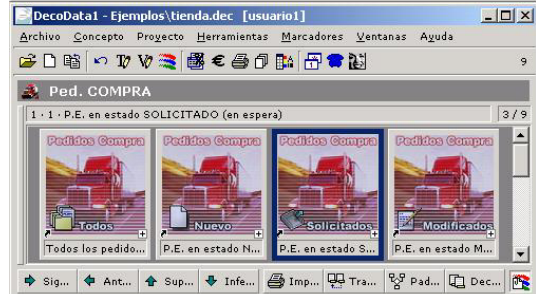 DecoData1 - Ejemplos\tienda.dec [usuario1]
Archivo Concepto Proyecto Herramientas Marcadores Ventanas Ayuda
9
Ped. COMPRA
1 · 1 · P.E. en estado SOLICITADO (en espera) 3 / 9
Pedidos Compra Pedidos Compra Pedidos Compra Pedidos Compra
Todos Nuevo Solicitados Modificados
Todos los pedido... P.E. en estado N... P.E. en estado S... P.E. en estado M...
Sig... Ant... Sup... Infe... Imp... Tra... Pad... Dec...